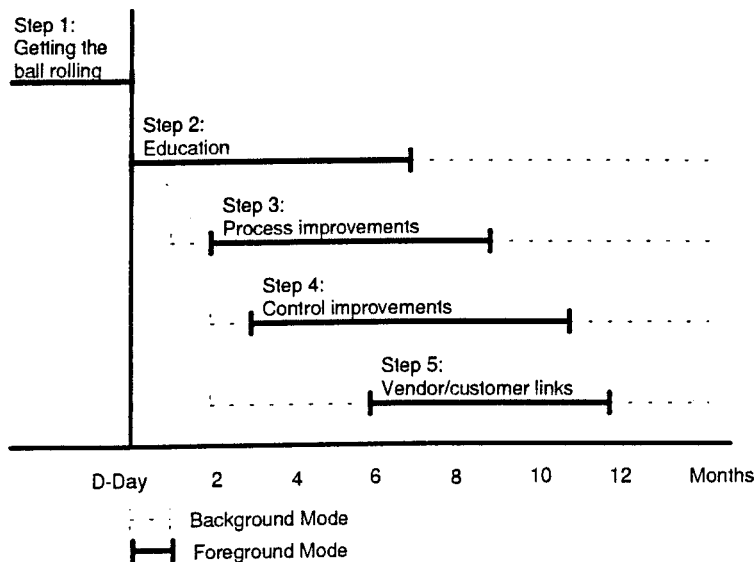 Step 1:
Getting the
ball rolling
Step 2:
Education
Step 3:
Process improvements
Step 4:
Control improvements
Step 5:
Vendor/customer links
D-Day 2 4 6 8 10 12 Months
Background Mode
Foreground Mode